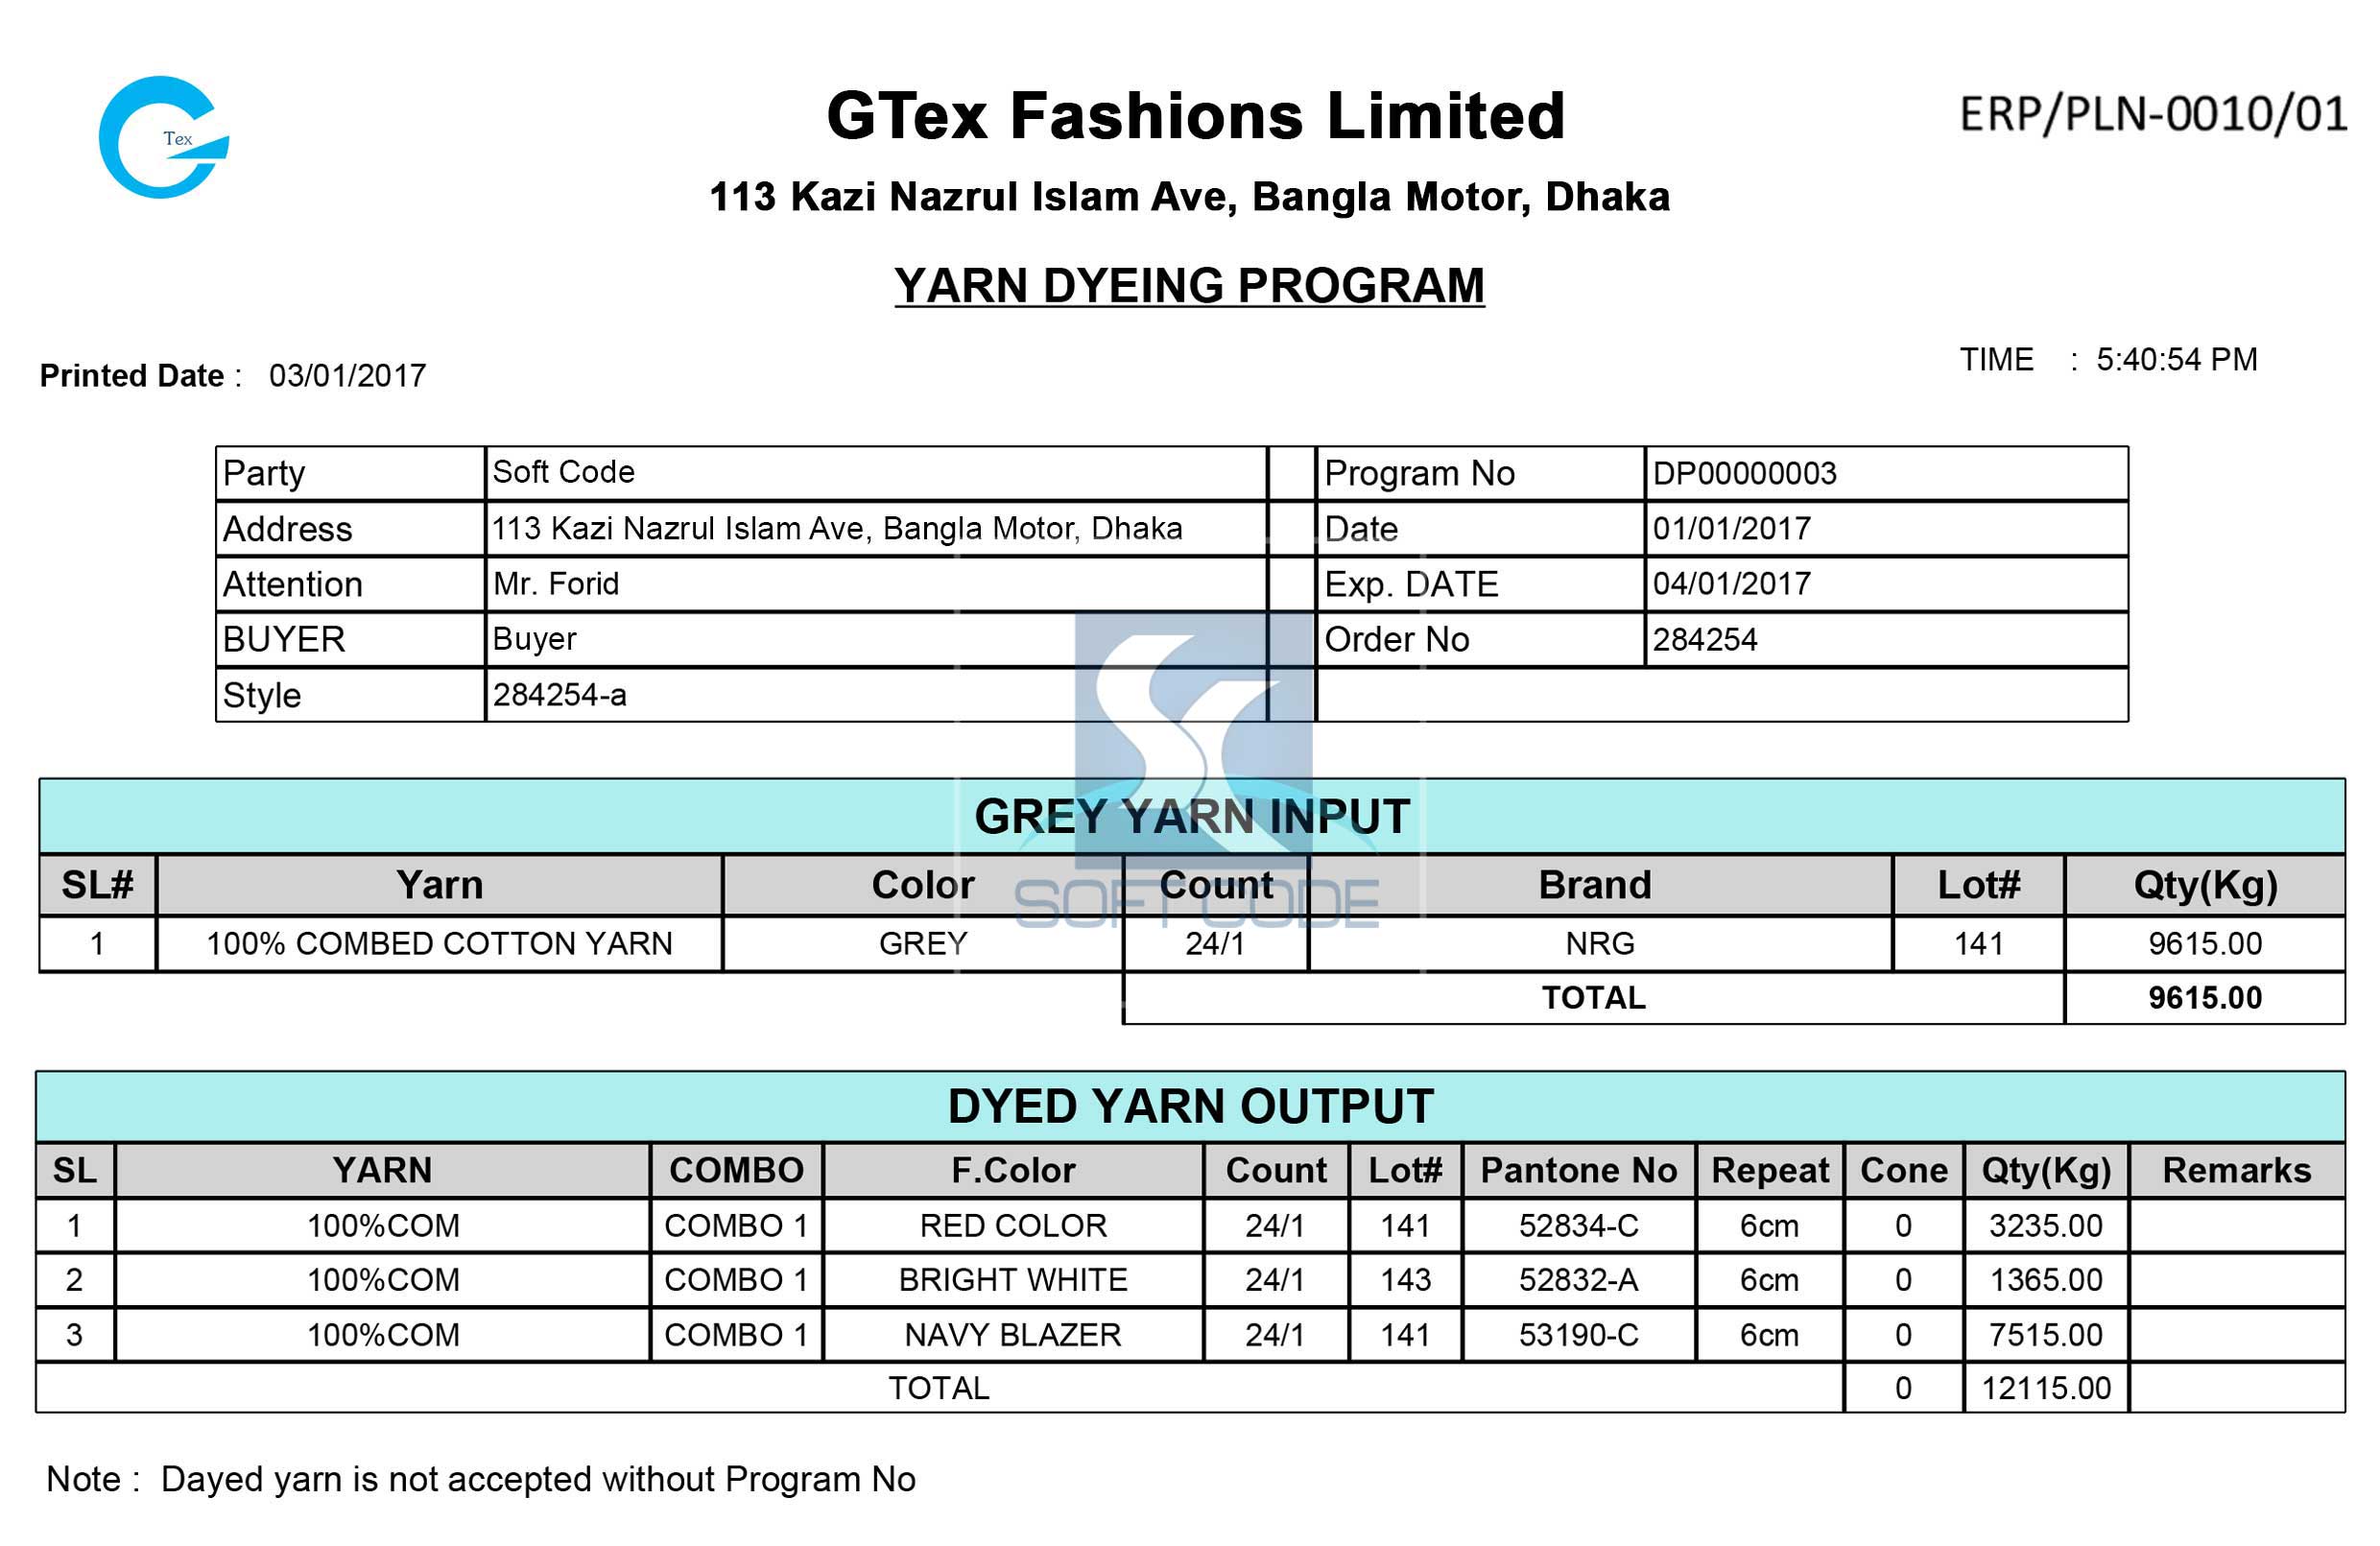 Tex
GTex Fashions Limited
ERP/PLN-0010/01
113 Kazi Nazrul Islam Ave, Bangla Motor, Dhaka
YARN DYEING PROGRAM
Printed Date : 03/01/2017
TIME : 5:40:54 PM
Party Soft Code Program No DP00000003
Address 113 Kazi Nazrul Islam Ave, Bangla Motor, Dhaka Date 01/01/2017
Attention Mr. Forid Exp. DATE 04/01/2017
BUYER Buyer Order No 284254
Style 284254-a
GREY YARN INPUT
SL# Yarn Color Count Brand Lot# Qty(Kg)
SOFT CODE
1 100% COMBED COTTON YARN GREY 24/1 NRG 141 9615.00
TOTAL 9615.00
DYED YARN OUTPUT
SL YARN COMBO F.Color Count Lot# Pantone No Repeat Cone Qty(Kg) Remarks
1 100%COM COMBO 1 RED COLOR 24/1 141 52834-C 6cm 0 3235.00
2 100%COM COMBO 1 BRIGHT WHITE 24/1 143 52832-A 6cm 0 1365.00
3 100%COM COMBO 1 NAVY BLAZER 24/1 141 53190-C 6cm 0 7515.00
TOTAL 0 12115.00
Note : Dayed yarn is not accepted without Program No